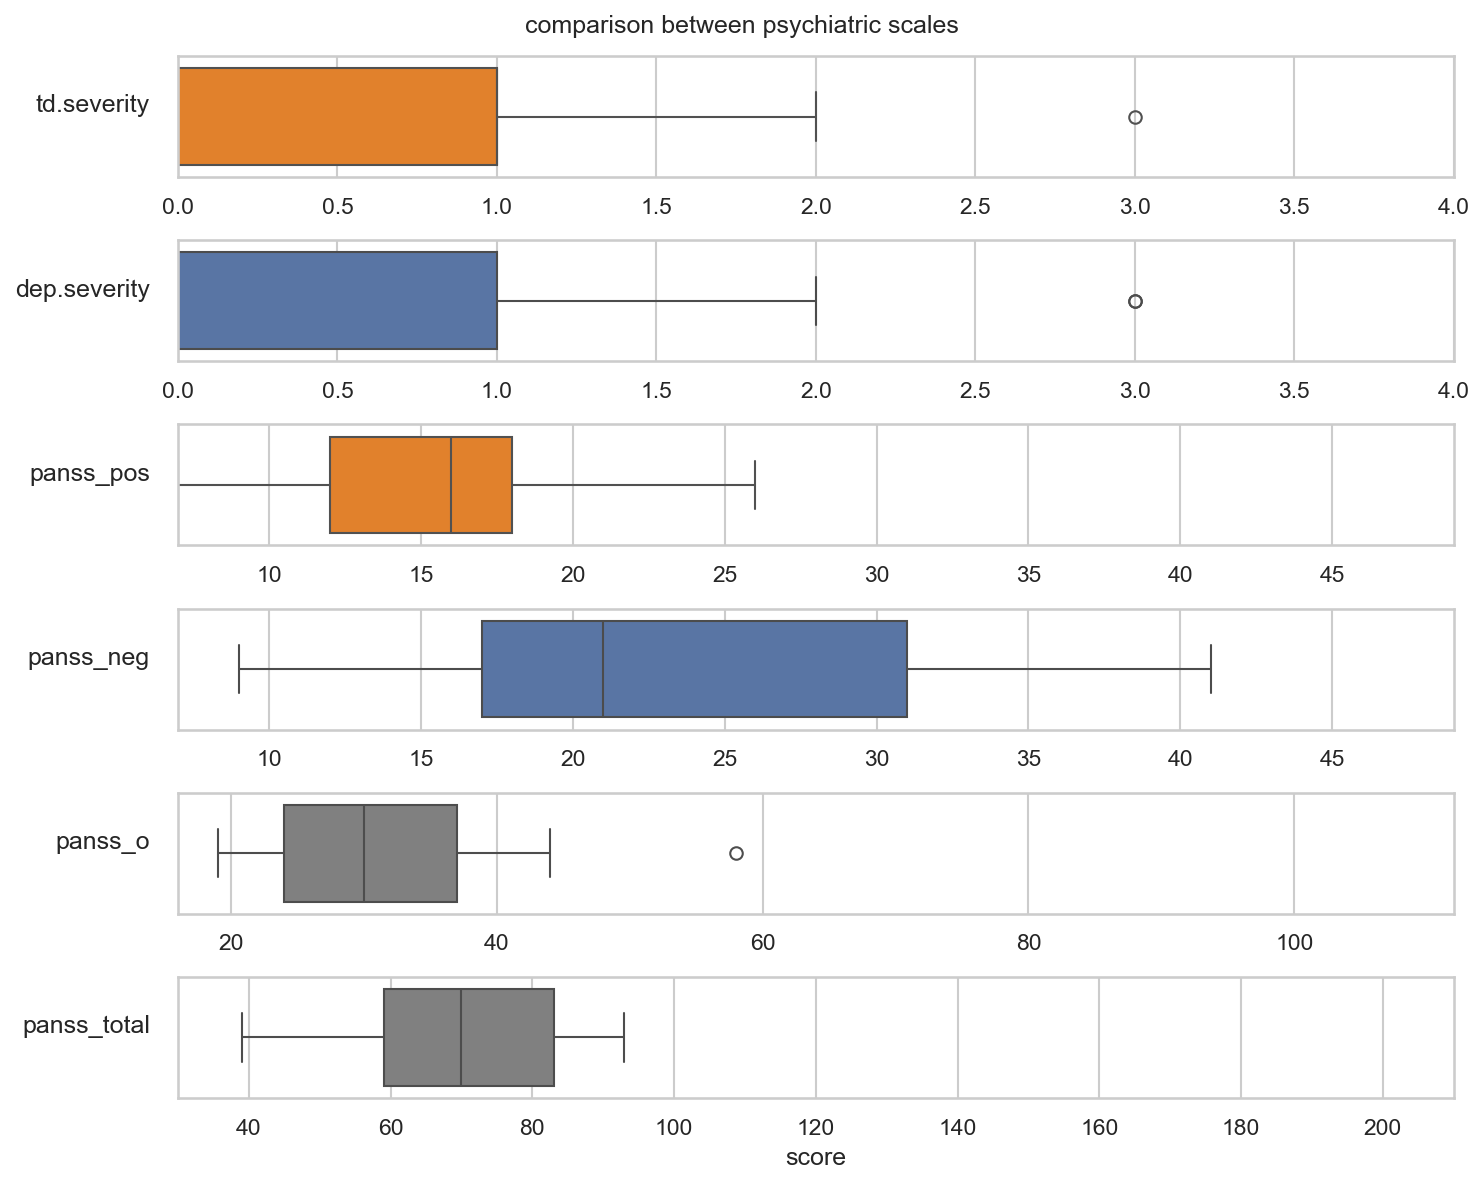 comparison between psychiatric scales
td.severity
0.0 0.5 1.0 1.5 2.0 2.5 3.0 3.5 4.0
dep.severity
0.0 0.5 1.0 1.5 2.0 2.5 3.0 3.5 4.0
panss_pos
10 15 20 25 30 35 40 45
panss_neg
10 15 20 25 30 35 40 45
panss_o
20 40 60 80 100
panss_total
40 60 80 100 120 140 160 180 200
score